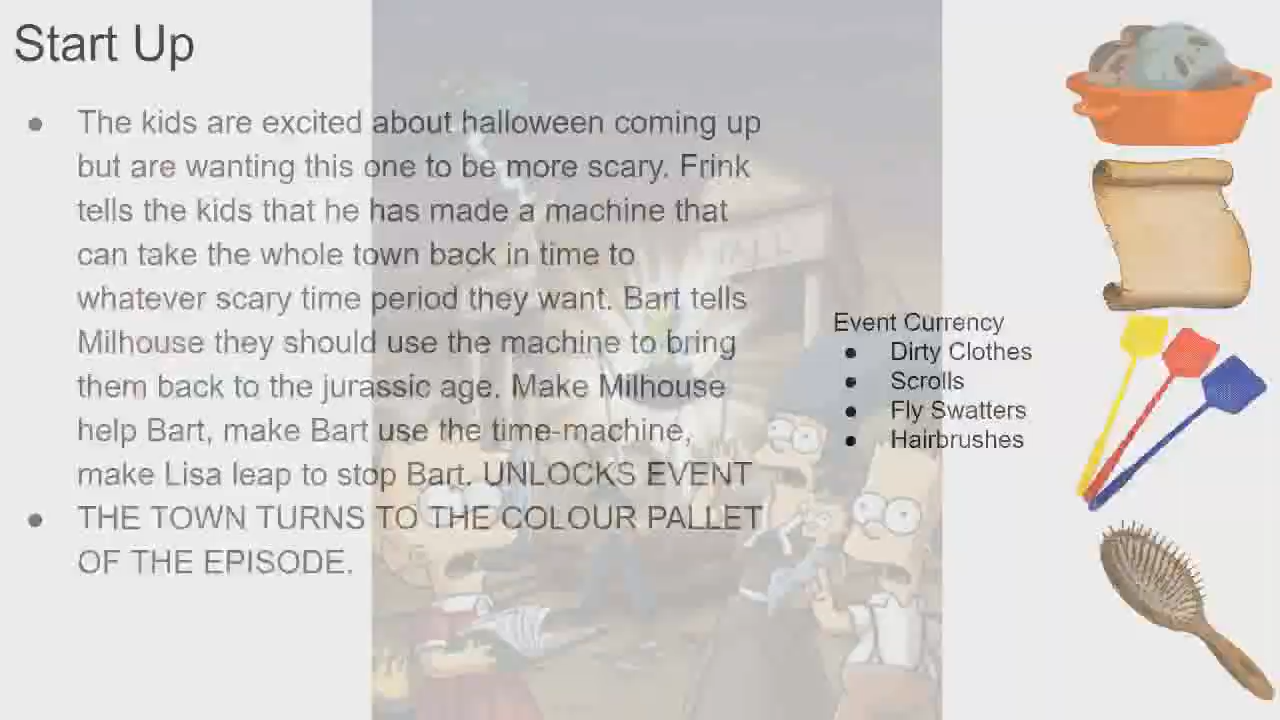 Start Up
● The kids are excited about halloween coming up
but are wanting this one to be more scary. Frink
tells the kids that he has made a machine that
can take the whole town back in time to
whatever scary time period they want. Bart tells
Milhouse they should use the machine to bring
them back to the jurassic age. Make Milhouse
help Bart, make Bart use the time-machine,
make Lisa leap to stop Bart. UNLOCKS EVENT
● THE TOWN TURNS TO THE COLOUR PALLET
OF THE EPISODE.
Event Currency
● Dirty Clothes
● Scrolls
● Fly Swatters
● Hairbrushes